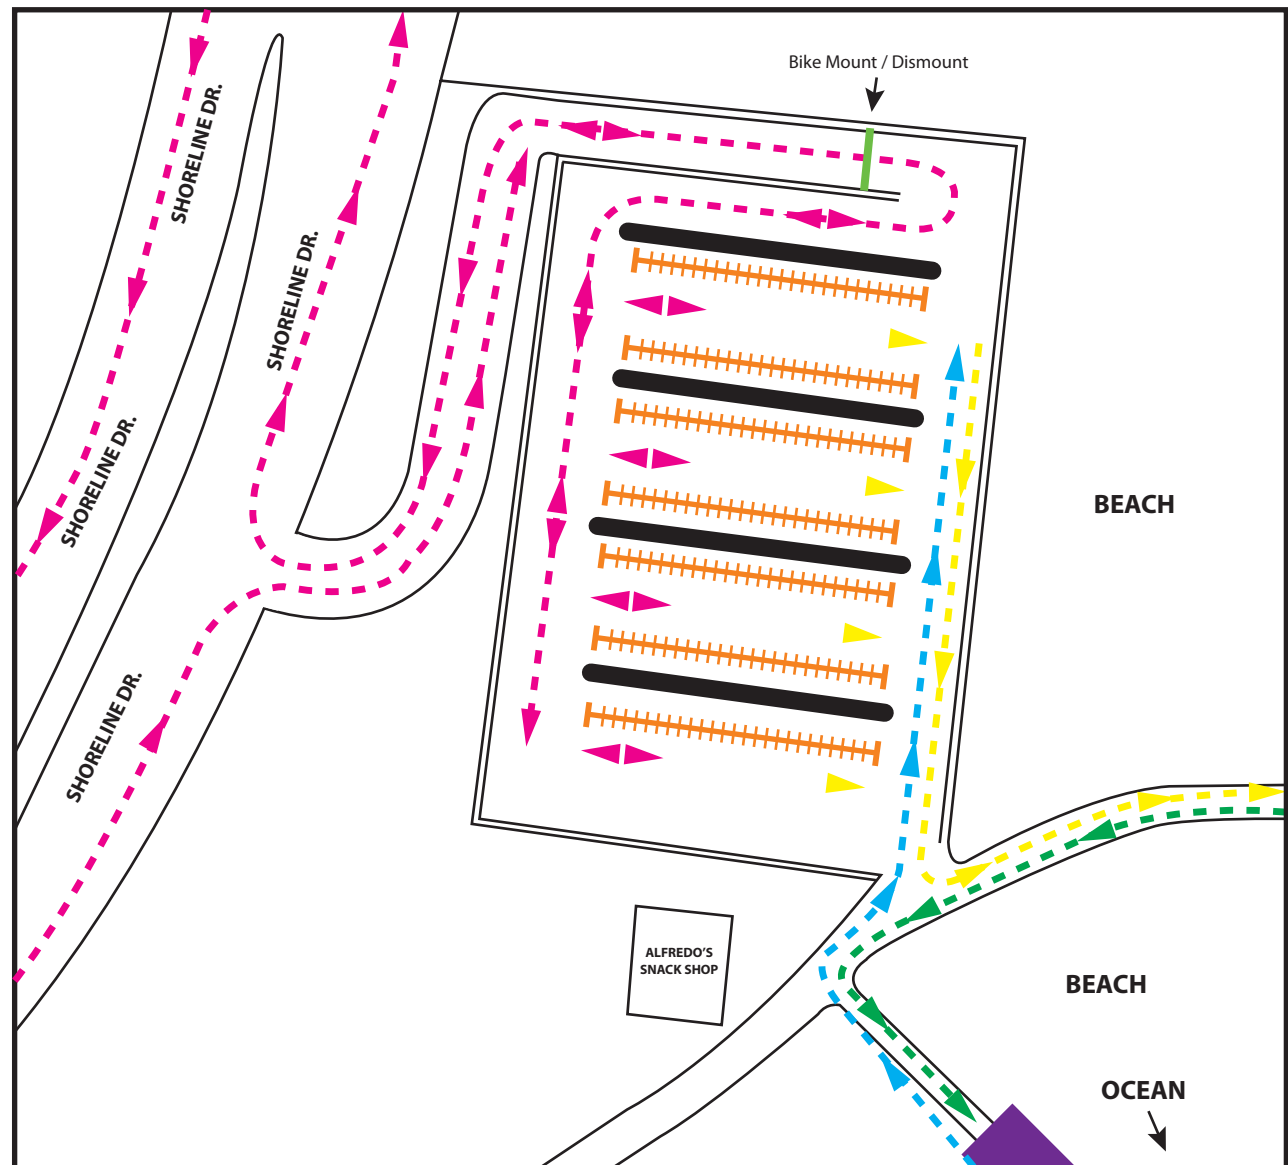 Bike Mount / Dismount
SHORELINE DR.
SHORELINE DR.
SHORELINE DR.
SHORELINE DR.
BEACH
ALFREDO'S
SNACK SHOP
BEACH
OCEAN